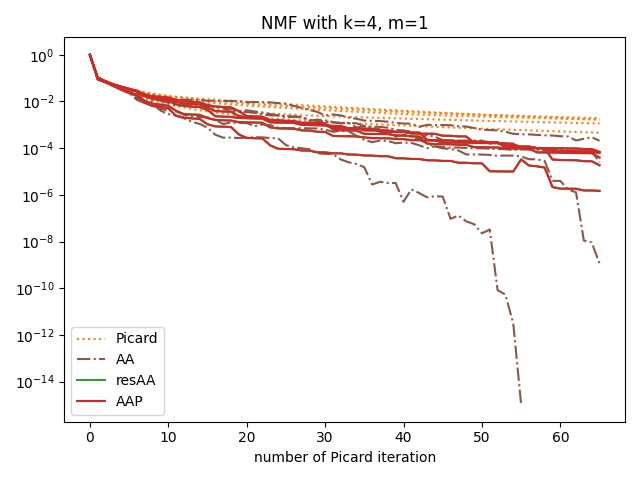 NMF with k=4, m=1
10^0
10^-2
10^-4
10^-6
10^-8
10^-10
10^-12
10^-14
Picard
AA
resAA
AAP
0 10 20 30 40 50 60
number of Picard iteration